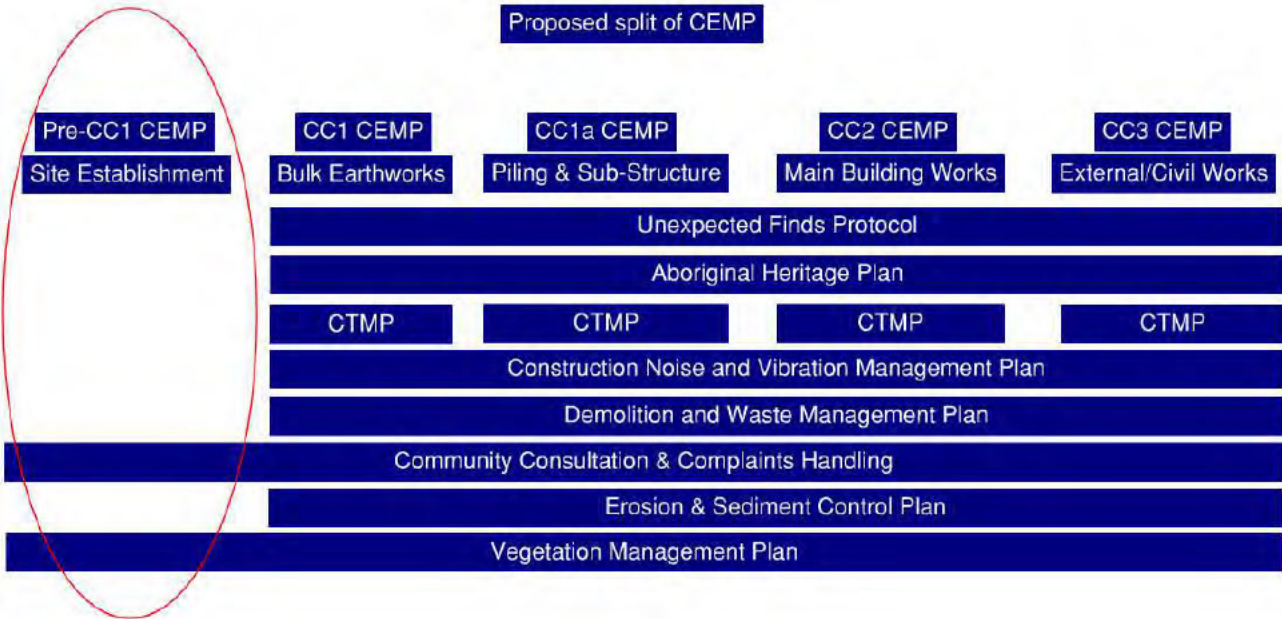 Proposed split of CEMP
Pre-CC1 CEMP
Site Establishment
CC1 CEMP
Bulk Earthworks
CC1a CEMP
Piling & Sub-Structure
CC2 CEMP
Main Building Works
CC3 CEMP
External/Civil Works
Unexpected Finds Protocol
Aboriginal Heritage Plan
CTMP
CTMP
CTMP
CTMP
Construction Noise and Vibration Management Plan
Demolition and Waste Management Plan
Community Consultation & Complaints Handling
Erosion & Sediment Control Plan
Vegetation Management Plan